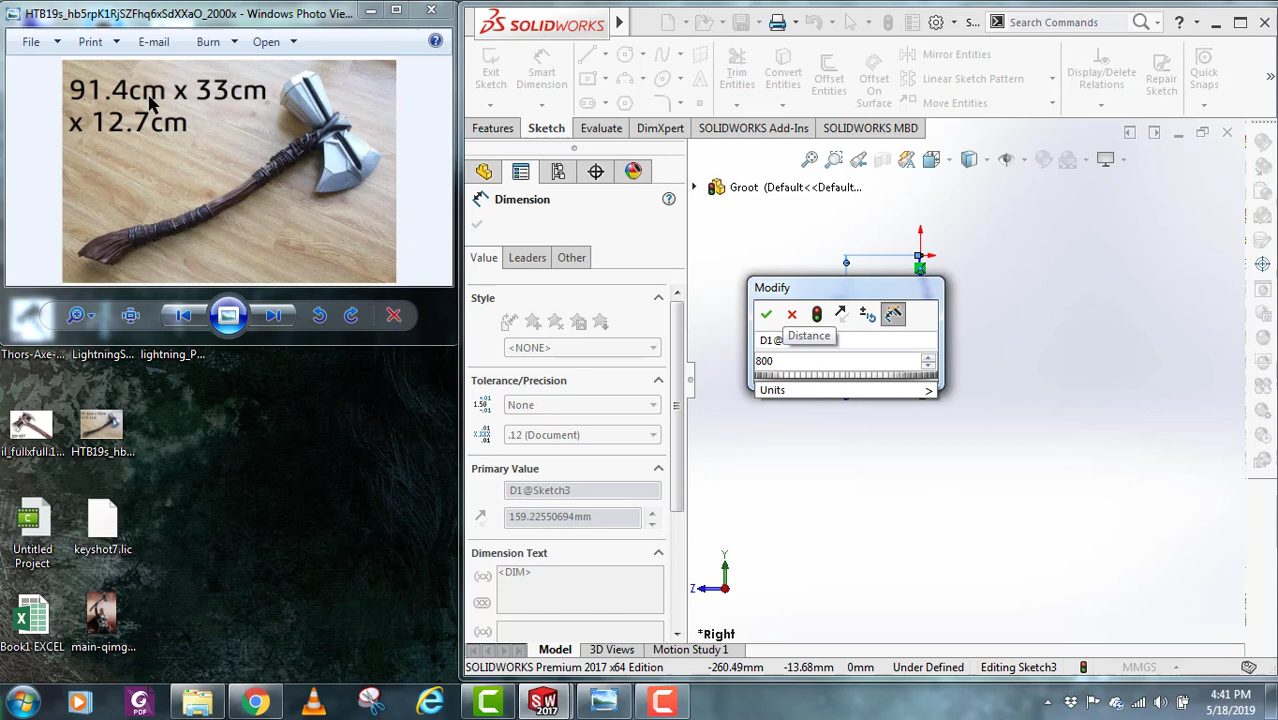 HTB19s_hb5rpK1RjSZFhq6xSdXXaO_2000x - Windows Photo View...
File Print E-mail Burn Open
91.4cm x 33cm
x 12.7cm
Thors-Axe-... LightningS... lightning_P...
il_fullxfull.1... HTB19s_hb...
Untitled Project
keyshot7.lic
Book1 EXCEL
main-qimg...
SOLIDWORKS
S...
Search Commands
Exit Sketch
Smart Dimension
Trim Entities
Convert Entities
Offset Entities
Offset On Surface
Mirror Entities
Linear Sketch Pattern
Move Entities
Display/Delete Relations
Repair Sketch
Quick Snaps
Features Sketch Evaluate DimXpert SOLIDWORKS Add-Ins SOLIDWORKS MBD
Dimension
Value Leaders Other
Style
<NONE>
Tolerance/Precision
None
.12 (Document)
Primary Value
D1@Sketch3
159.22550694mm
Dimension Text
<DIM>
Groot (Default<<Default...
Modify
D1@
Distance
800
Units >
Y
Z
*Right
Model 3D Views Motion Study 1
SOLIDWORKS Premium 2017 x64 Edition -260.49mm -13.68mm 0mm Under Defined Editing Sketch3 MMGS
PDF
SW
2017
4:41 PM
5/18/2019